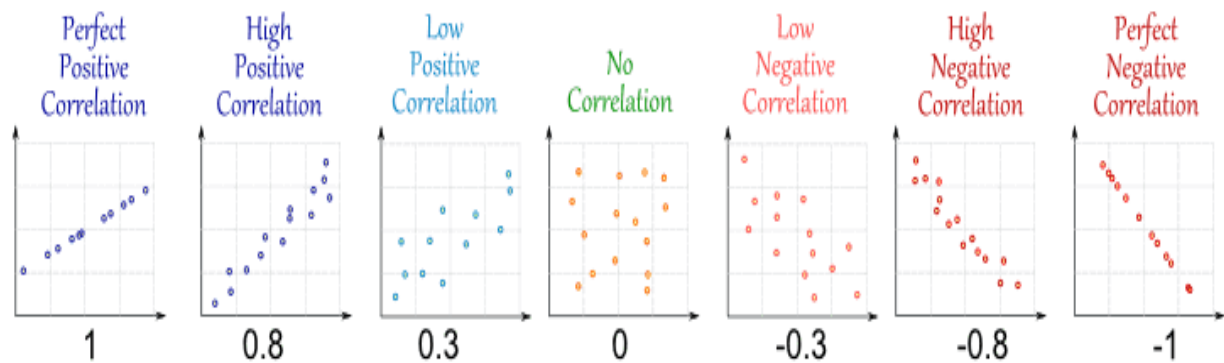 Perfect
Positive
Correlation
High
Positive
Correlation
Low
Positive
Correlation
No
Correlation
Low
Negative
Correlation
High
Negative
Correlation
Perfect
Negative
Correlation
1
0.8
0.3
0
-0.3
-0.8
-1